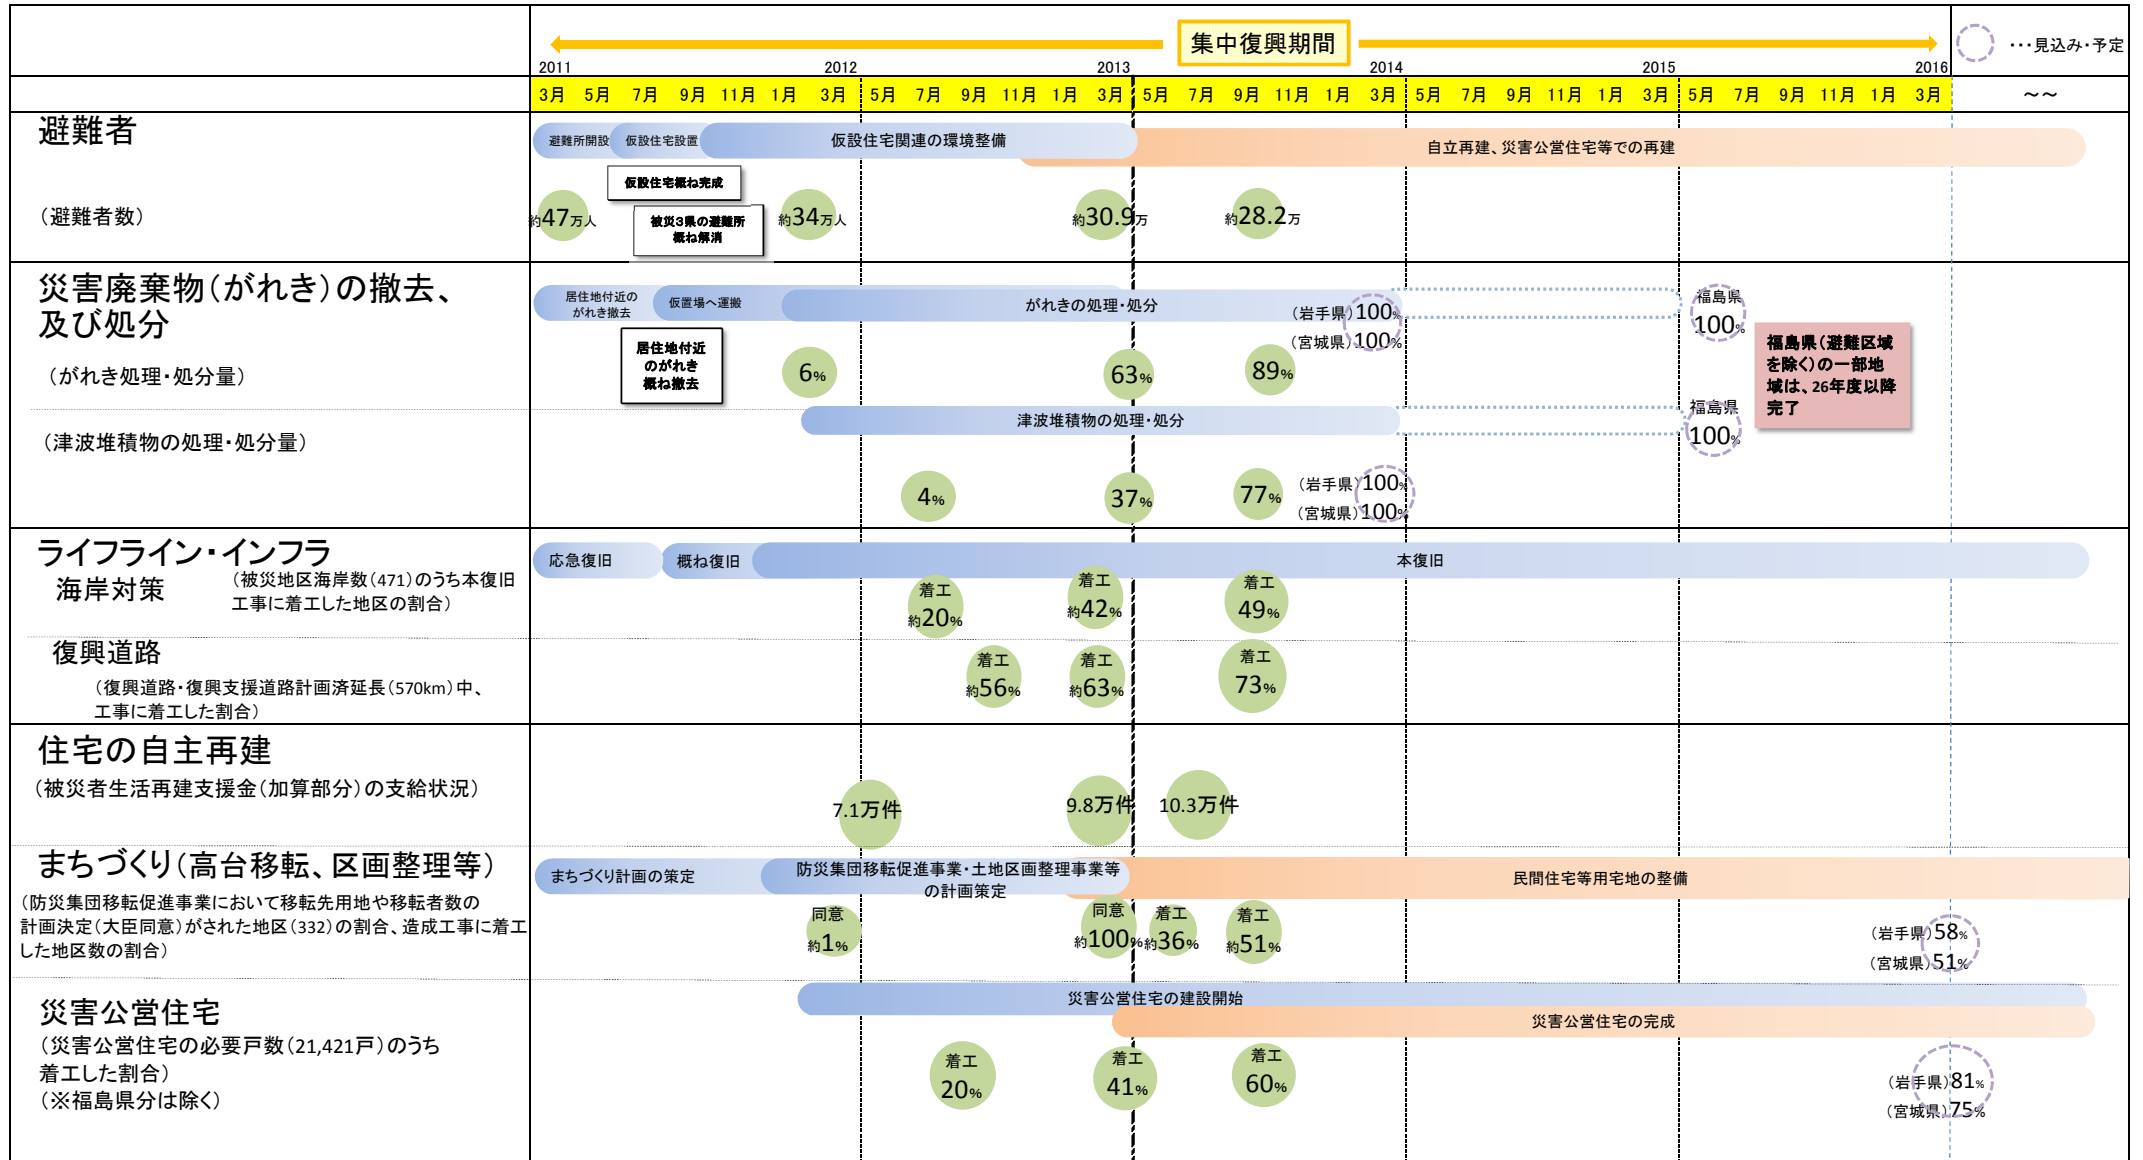 集中復興期間
・・・見込み・予定
2011 2012 2013 2014 2015 2016
3月 5月 7月 9月 11月 1月 3月 5月 7月 9月 11月 1月 3月 5月 7月 9月 11月 1月 3月 5月 7月 9月 11月 1月 3月 5月 7月 9月 11月 1月 3月 ～～
避難者
避難所開設 仮設住宅設置 仮設住宅関連の環境整備 自立再建、災害公営住宅等での再建
仮設住宅概ね完成
（避難者数）
約47万人
被災3県の避難所
概ね解消
約34万人 約30.9万 約28.2万
災害廃棄物（がれき）の撤去、
及び処分
居住地付近の
がれき撤去
仮置場へ運搬
がれきの処理・処分
（岩手県）100%
（宮城県）100%
福島県
100%
居住地付近
のがれき
概ね撤去
福島県（避難区域
を除く）の一部地
域は、26年度以降
完了
（がれき処理・処分量）
6% 63% 89%
津波堆積物の処理・処分
福島県
100%
（津波堆積物の処理・処分量）
4% 37% 77%
（岩手県）100%
（宮城県）100%
ライフライン・インフラ
応急復旧 概ね復旧 本復旧
海岸対策
（被災地区海岸数（471）のうち本復旧
工事に着工した地区の割合）
着工
約20%
着工
約42%
着工
49%
復興道路
（復興道路・復興支援道路計画済延長（570km）中、
工事に着工した割合）
着工
約56%
着工
約63%
着工
73%
住宅の自主再建
（被災者生活再建支援金（加算部分）の支給状況）
7.1万件 9.8万件 10.3万件
まちづくり（高台移転、区画整理等）
まちづくり計画の策定
防災集団移転促進事業・土地区画整理事業等
の計画策定
民間住宅等用宅地の整備
（防災集団移転促進事業において移転先用地や移転者数の
計画決定（大臣同意）がされた地区（332）の割合、造成工事に着工
した地区数の割合）
同意
約1%
同意
約100%
着工
約36%
着工
約51%
（岩手県）58%
（宮城県）51%
災害公営住宅
災害公営住宅の建設開始
災害公営住宅の完成
（災害公営住宅の必要戸数（21,421戸）のうち
着工した割合）
（※福島県分は除く）
着工
20%
着工
41%
着工
60%
（岩手県）81%
（宮城県）75%